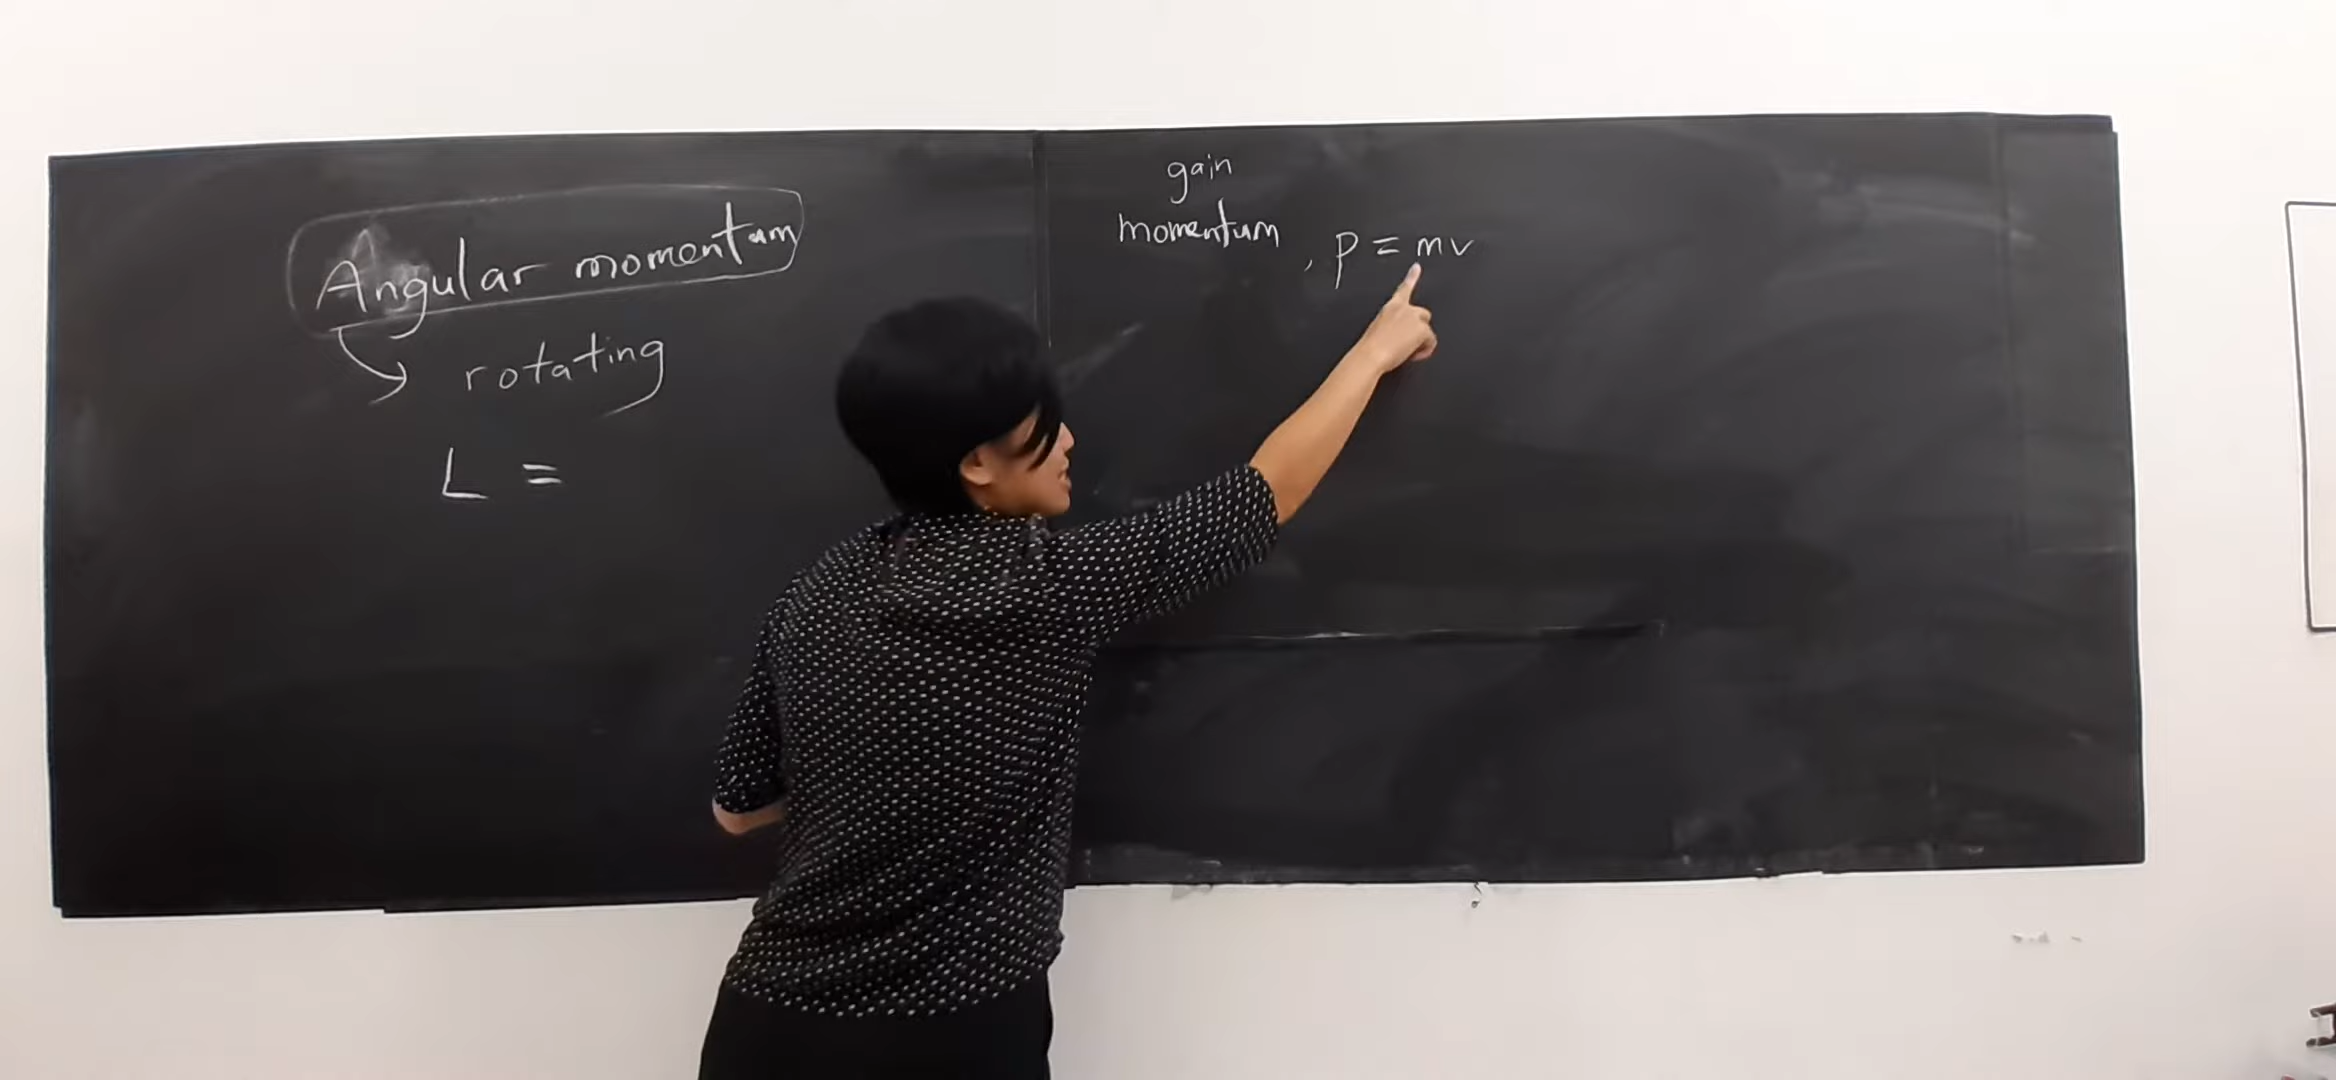 Angular momentum
rotating
L =
gain
momentum, p = mv